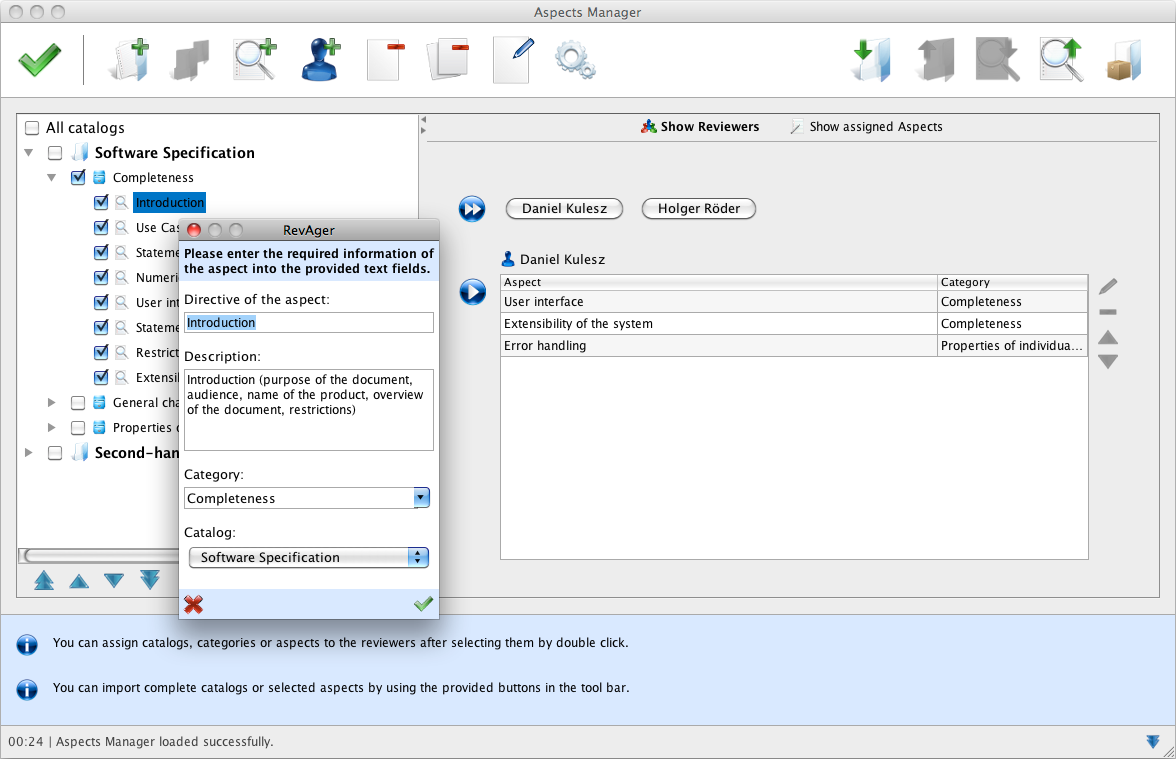 Aspects Manager
All catalogs
Software Specification
Completeness
Introduction
Use Cas
Stateme
Numeri
User int
Stateme
Restrict
Extensil
General cha
Properties o
Second-han
Show Reviewers
Show assigned Aspects
Daniel Kulesz
Holger Röder
Daniel Kulesz
Aspect Category
User interface Completeness
Extensibility of the system Completeness
Error handling Properties of individua...
RevAger
Please enter the required information of
the aspect into the provided text fields.
Directive of the aspect:
Introduction
Description:
Introduction (purpose of the document,
audience, name of the product, overview
of the document, restrictions)
Category:
Completeness
Catalog:
Software Specification
You can assign catalogs, categories or aspects to the reviewers after selecting them by double click.
You can import complete catalogs or selected aspects by using the provided buttons in the tool bar.
00:24 | Aspects Manager loaded successfully.